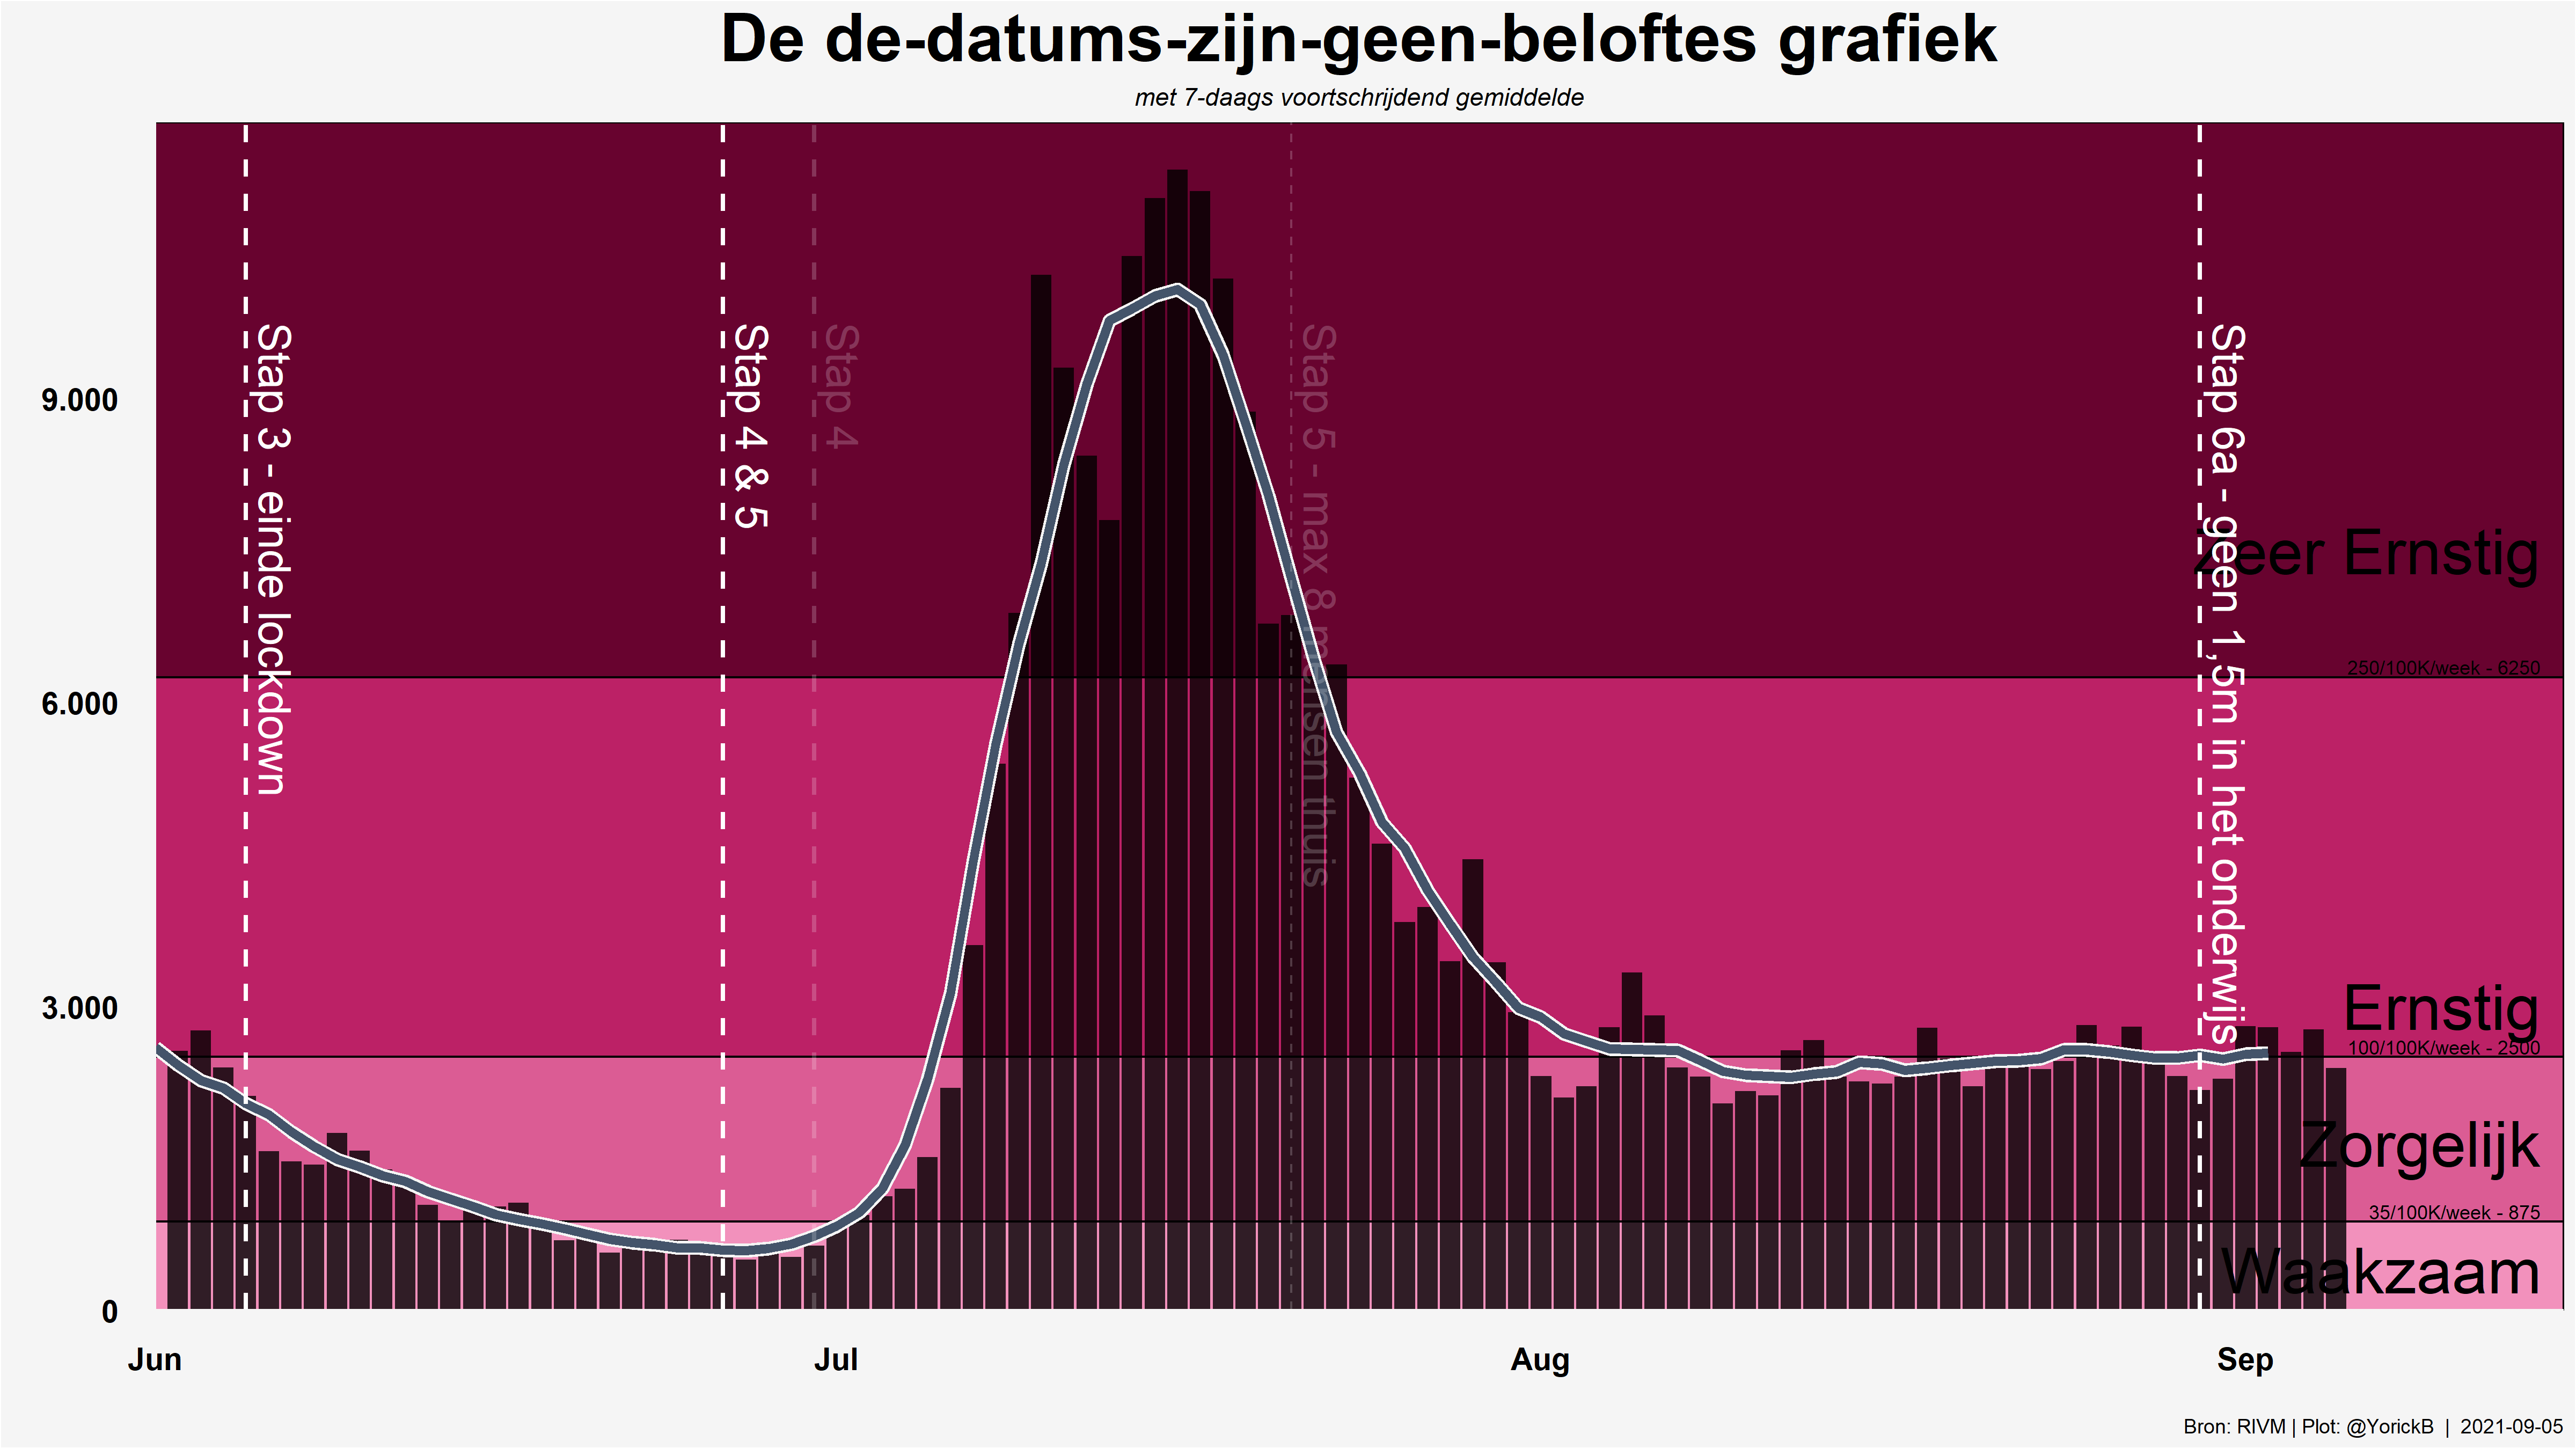 De de-datums-zijn-geen-beloftes grafiek
met 7-daags voortschrijdend gemiddelde
Stap 3 - einde lockdown
Stap 4 & 5
Stap 4
Stap 5 - max 8 mensen thuis
Stap 6a - geen 1,5m in het onderwijs
9.000
6.000
3.000
0
Zeer Ernstig
250/100K/week - 6250
Ernstig
100/100K/week - 2500
Zorgelijk
35/100K/week - 875
Waakzaam
Jun
Jul
Aug
Sep
Bron: RIVM | Plot: @YorickB | 2021-09-05